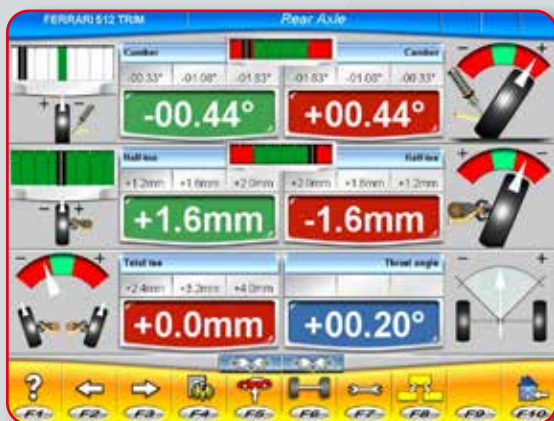 FERRARI 512 TRIM Rear Axle
Camber Camber
-00.33° -01.08° -01.83° -01.83° -01.08° -00.33°
-00.44° +00.44°
Half toe Half toe
+1.2mm +1.6mm +2.0mm +2.0mm +1.6mm +1.2mm
+1.6mm -1.6mm
Total toe Thrust angle
+2.4mm +3.2mm +4.0mm
+0.0mm +00.20°
F1 F2 F3 F4 F5 F6 F7 F8 F9 F10